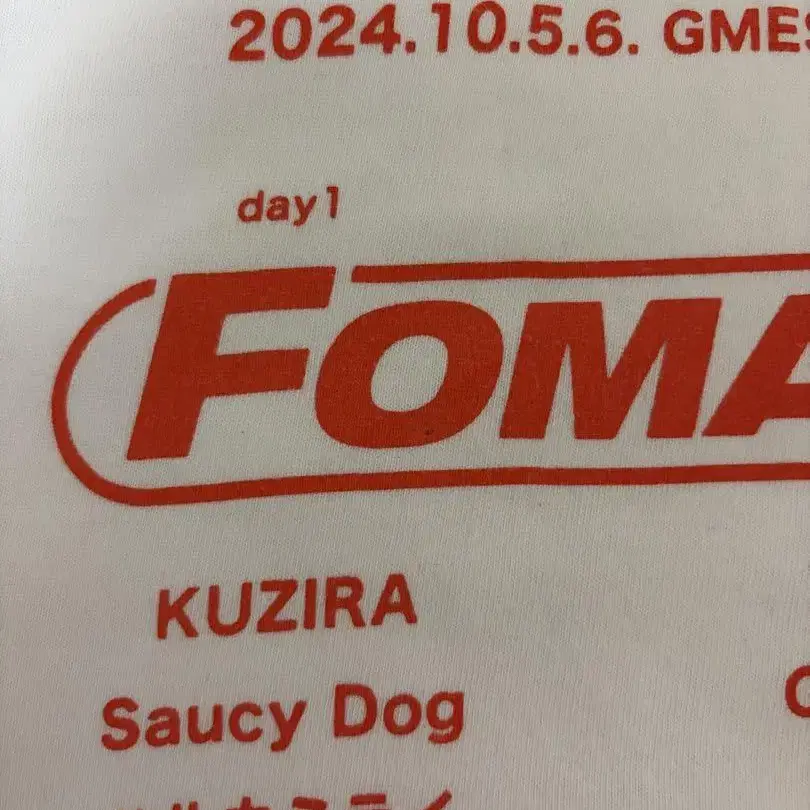 2024.10.5.6. GMES
day1
FOMA
KUZIRA
Saucy Dog